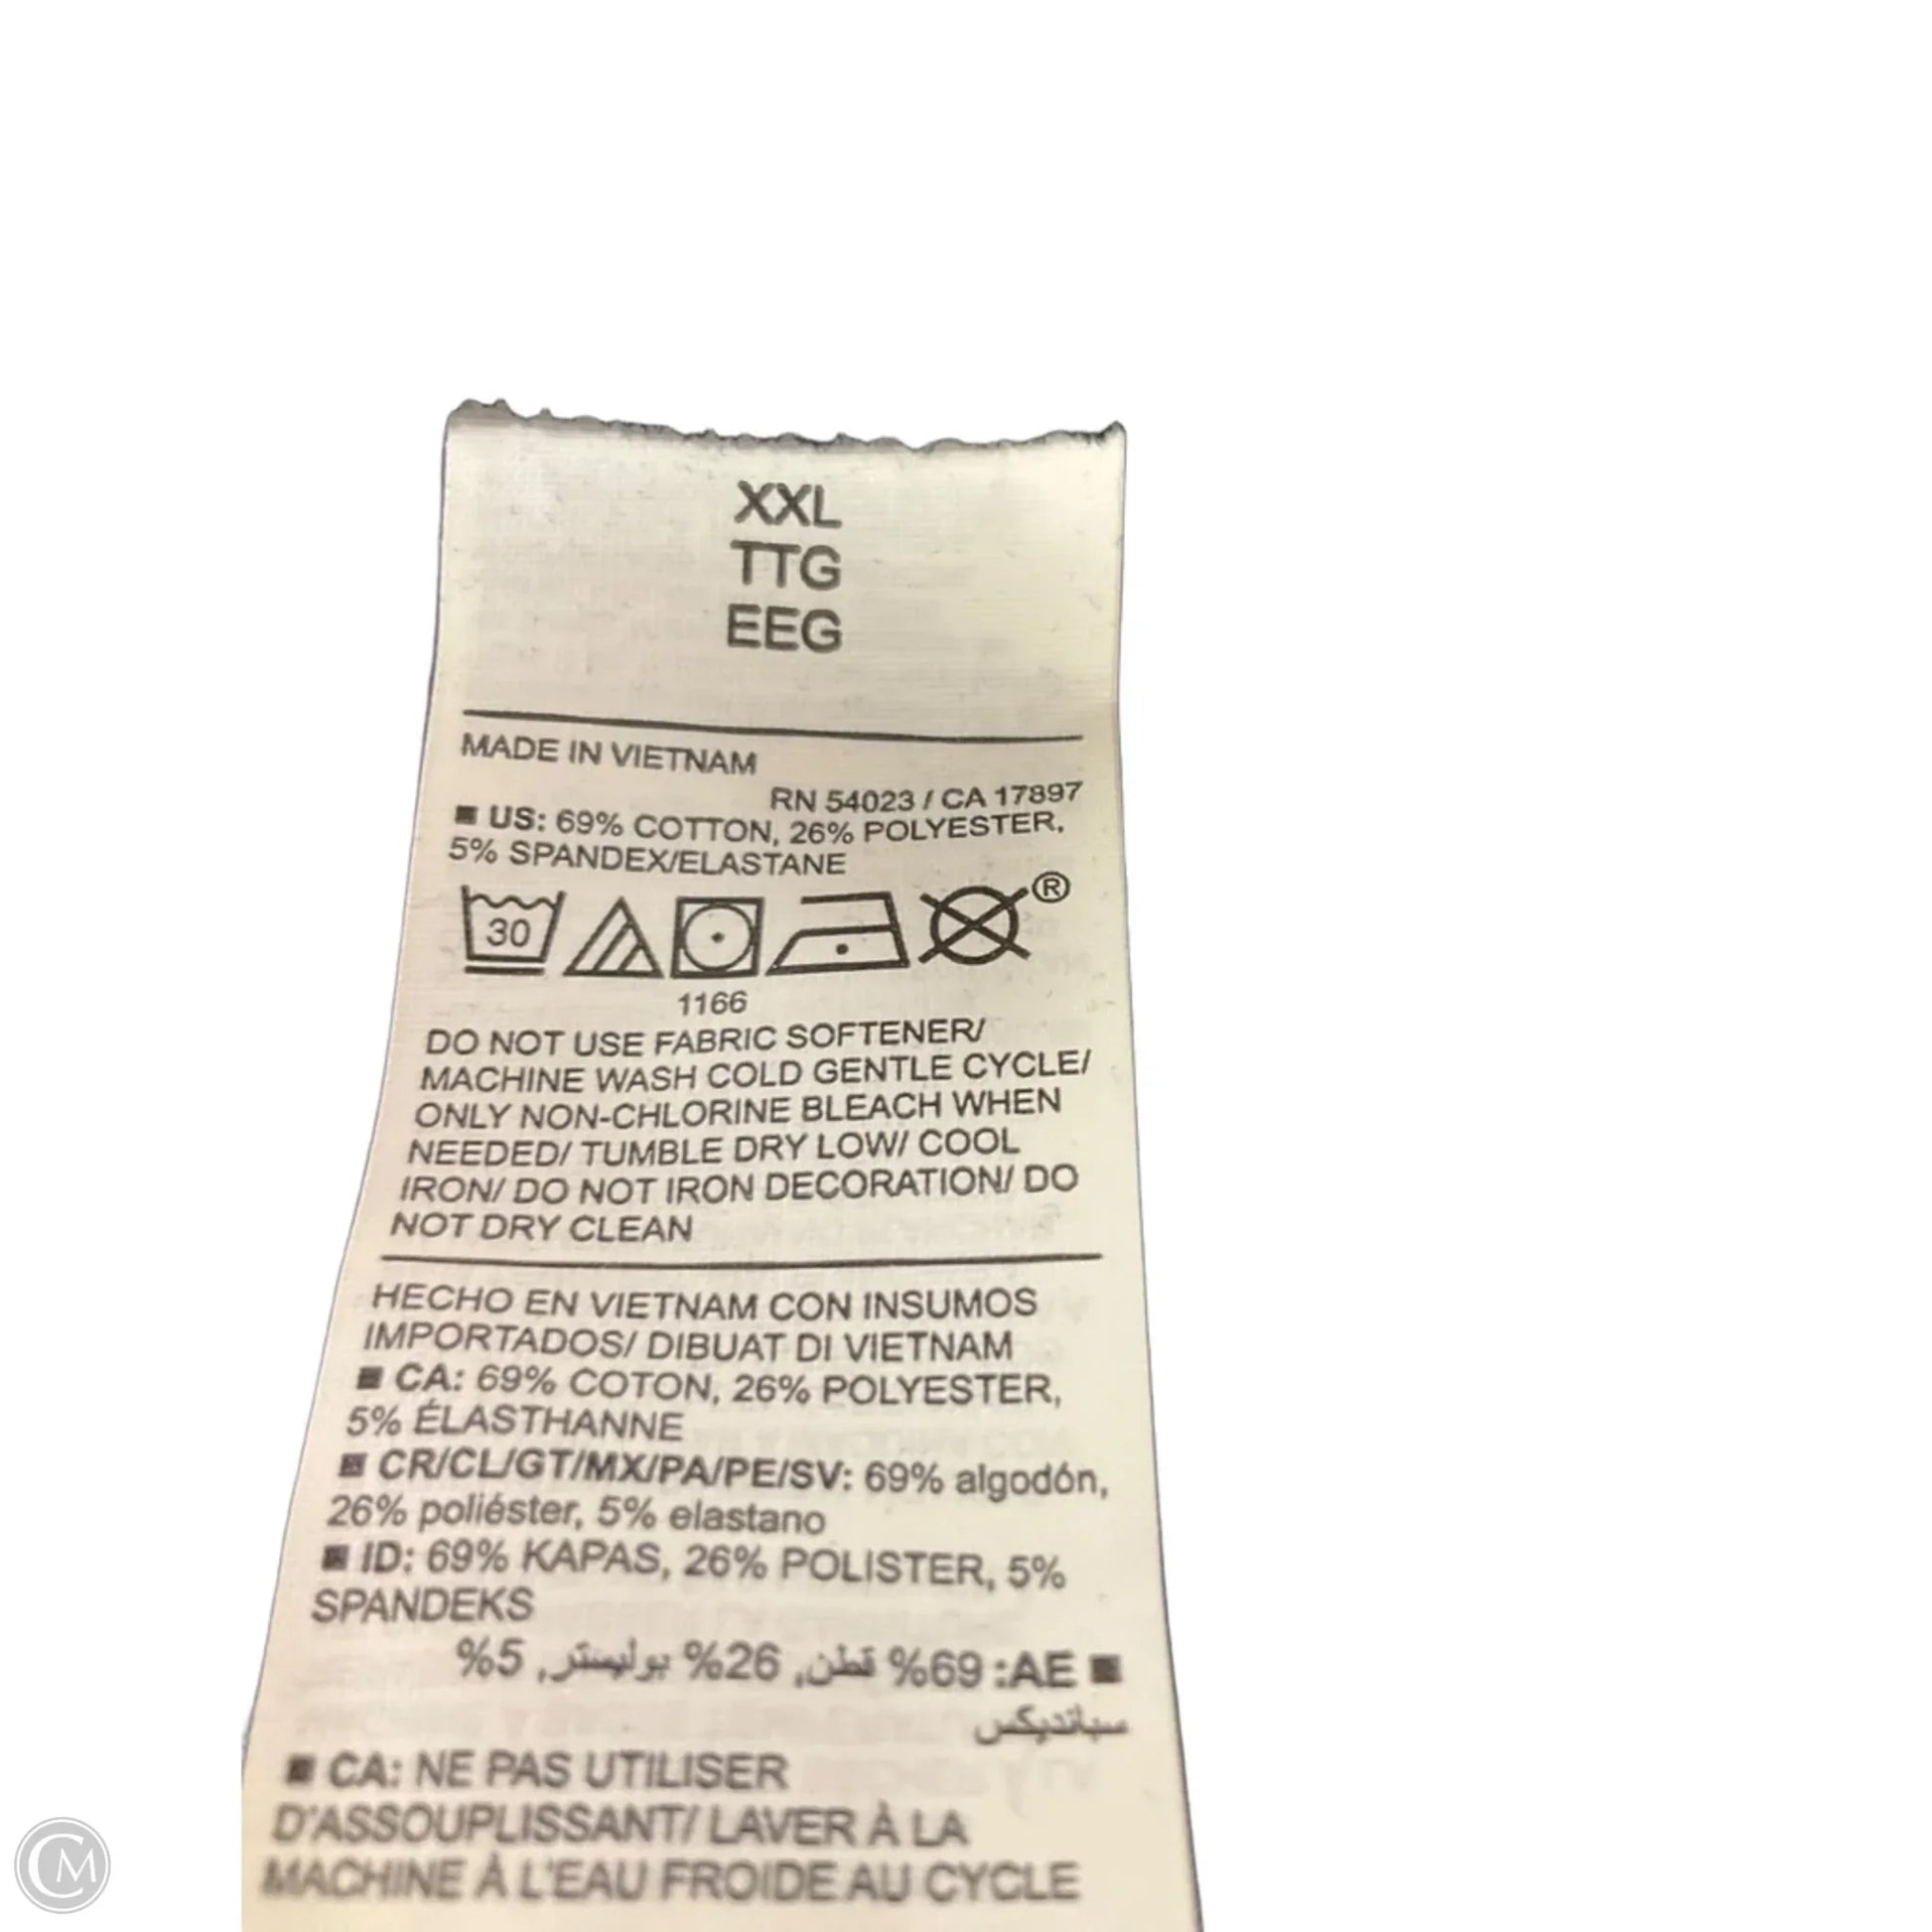 XXL
TTG
EEG
MADE IN VIETNAM
RN 54023 / CA 17897
■ US: 69% COTTON, 26% POLYESTER,
5% SPANDEX/ELASTANE
30
®
1166
DO NOT USE FABRIC SOFTENER/
MACHINE WASH COLD GENTLE CYCLE/
ONLY NON-CHLORINE BLEACH WHEN
NEEDED/ TUMBLE DRY LOW/ COOL
IRON/ DO NOT IRON DECORATION/ DO
NOT DRY CLEAN
HECHO EN VIETNAM CON INSUMOS
IMPORTADOS/ DIBUAT DI VIETNAM
■ CA: 69% COTON, 26% POLYESTER,
5% ÉLASTHANNE
■ CR/CL/GT/MX/PA/PE/SV: 69% algodón,
26% poliéster, 5% elastano
■ ID: 69% KAPAS, 26% POLISTER, 5%
SPANDEKS
■ AE: 69% قطن, 26% بوليستر, 5%
سباندیکس
■ CA: NE PAS UTILISER
D'ASSOUPLISSANT/ LAVER À LA
MACHINE À L'EAU FROIDE AU CYCLE
CM